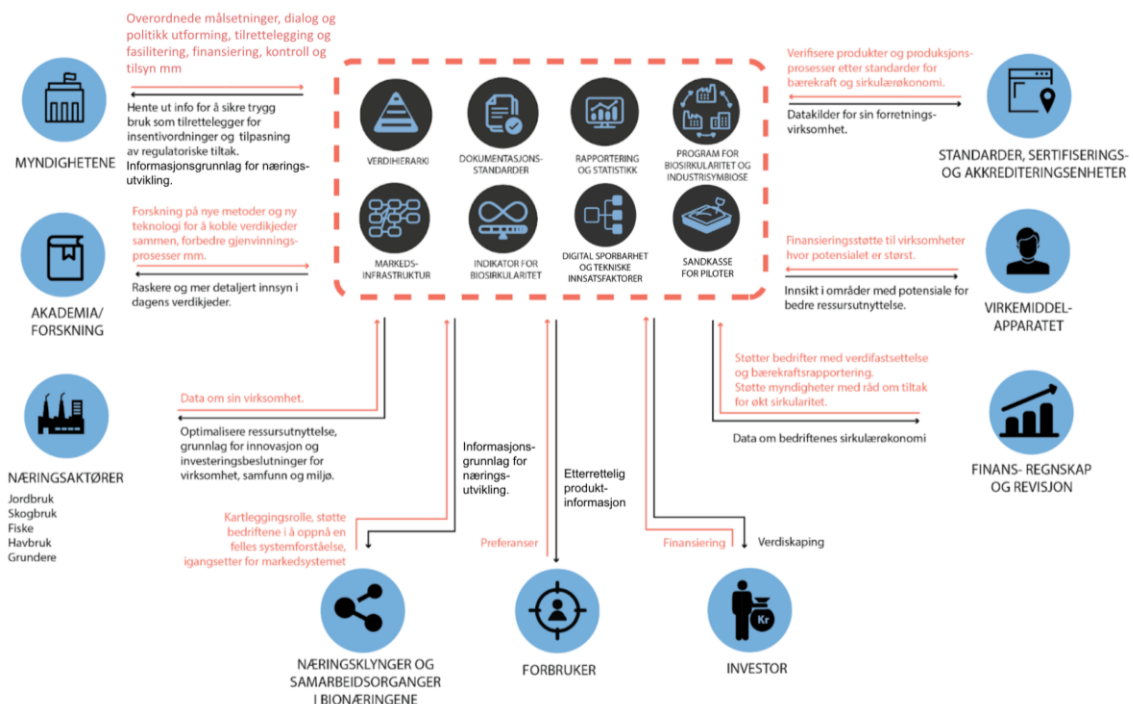 Overordnede målsetninger, dialog og
politikk utforming, tilrettelegging og
fasilitering, finansiering, kontroll og
tilsyn mm
Hente ut info for å sikre trygg
bruk som tilrettelegger for
insentivordninger og tilpasning
av regulatoriske tiltak.
Informasjonsgrunnlag for nærings-
utvikling.
MYNDIGHETENE
Forskning på nye metoder og ny
teknologi for å koble verdikjeder
sammen, forbedre gjenvinnings-
prosesser mm.
Raskere og mer detaljert innsyn i
dagens verdikjeder.
AKADEMIA/
FORSKNING
Data om sin virksomhet.
Optimalisere ressursutnyttelse,
grunnlag for innovasjon og
investeringsbeslutninger for
virksomhet, samfunn og miljø.
NÆRINGSAKTØRER
Jordbruk
Skogbruk
Fiske
Havbruk
Grundere
VERDIHIERARKI
DOKUMENTASJONS-
STANDARDER
RAPPORTERING
OG STATISTIKK
PROGRAM FOR
BIOSIRKULARITET OG
INDUSTRISYMBIOSE
MARKEDS-
INFRASTRUKTUR
INDIKATOR FOR
BIOSIRKULARITET
DIGITAL SPORBARHET
OG TEKNISKE
INNSATSFAKTORER
SANDKASSE
FOR PILOTER
Verifisere produkter og produksjons-
prosesser etter standarder for
bærekraft og sirkulærøkonomi.
Datakilder for sin forretnings-
virksomhet.
STANDARDER, SERTIFISERINGS-
OG AKKREDITERINGSENHETER
Finansieringsstøtte til virksomheter
hvor potensialet er størst.
Innsikt i områder med potensiale for
bedre ressursutnyttelse.
VIRKEMIDDEL-
APPARATET
Støtter bedrifter med verdifastsettelse
og bærekraftsrapportering.
Støtte myndigheter med råd om tiltak
for økt sirkularitet.
Data om bedriftenes sirkulærøkonomi
FINANS- REGNSKAP
OG REVISJON
Kartleggingsrolle, støtte
bedriftene i å oppnå en
felles systemforståelse,
igangsetter for markedsystemet
Informasjons-
grunnlag for
nærings-
utvikling.
NÆRINGSKLYNGER OG
SAMARBEIDSORGANGER
I BIONÆRINGENE
Preferanser
Etterrettelig
produkt-
informasjon
FORBRUKER
Finansiering
Verdiskaping
Kr
INVESTOR